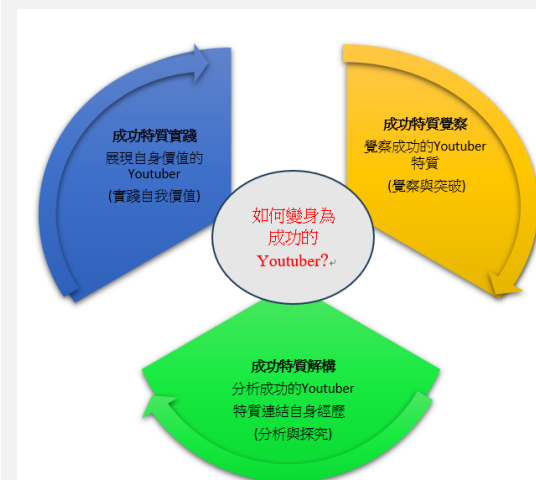 成功特質實踐
展現自身價值的
Youtuber
(實踐自我價值)
成功特質覺察
覺察成功的Youtuber
特質
(覺察與突破)
如何變身為
成功的
Youtuber?
成功特質解構
分析成功的Youtuber
特質連結自身經歷
(分析與探究)